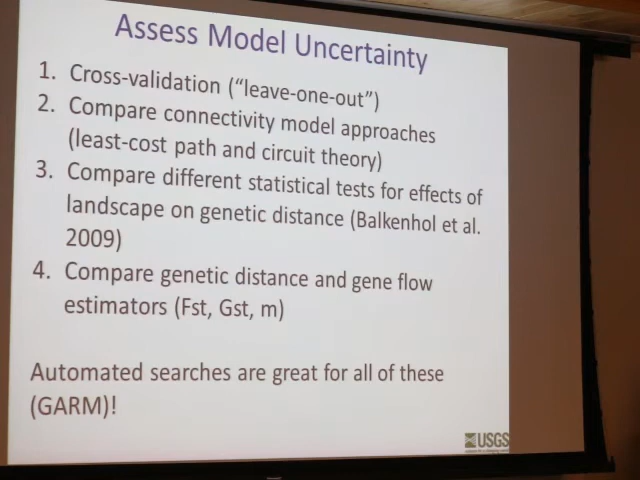 Assess Model Uncertainty
1. Cross-validation (“leave-one-out”)
2. Compare connectivity model approaches
(least-cost path and circuit theory)
3. Compare different statistical tests for effects of
landscape on genetic distance (Balkenhol et al.
2009)
4. Compare genetic distance and gene flow
estimators (Fst, Gst, m)
Automated searches are great for all of these
(GARM)!
USGS